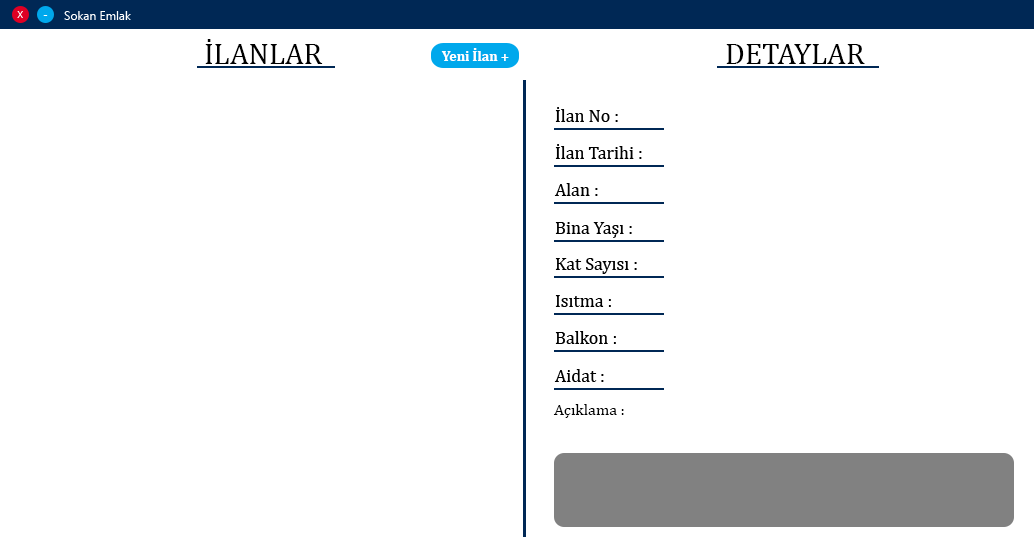 X - Sokan Emlak
İLANLAR
Yeni İlan +
DETAYLAR
İlan No :
İlan Tarihi :
Alan :
Bina Yaşı :
Kat Sayısı :
Isıtma :
Balkon :
Aidat :
Açıklama :